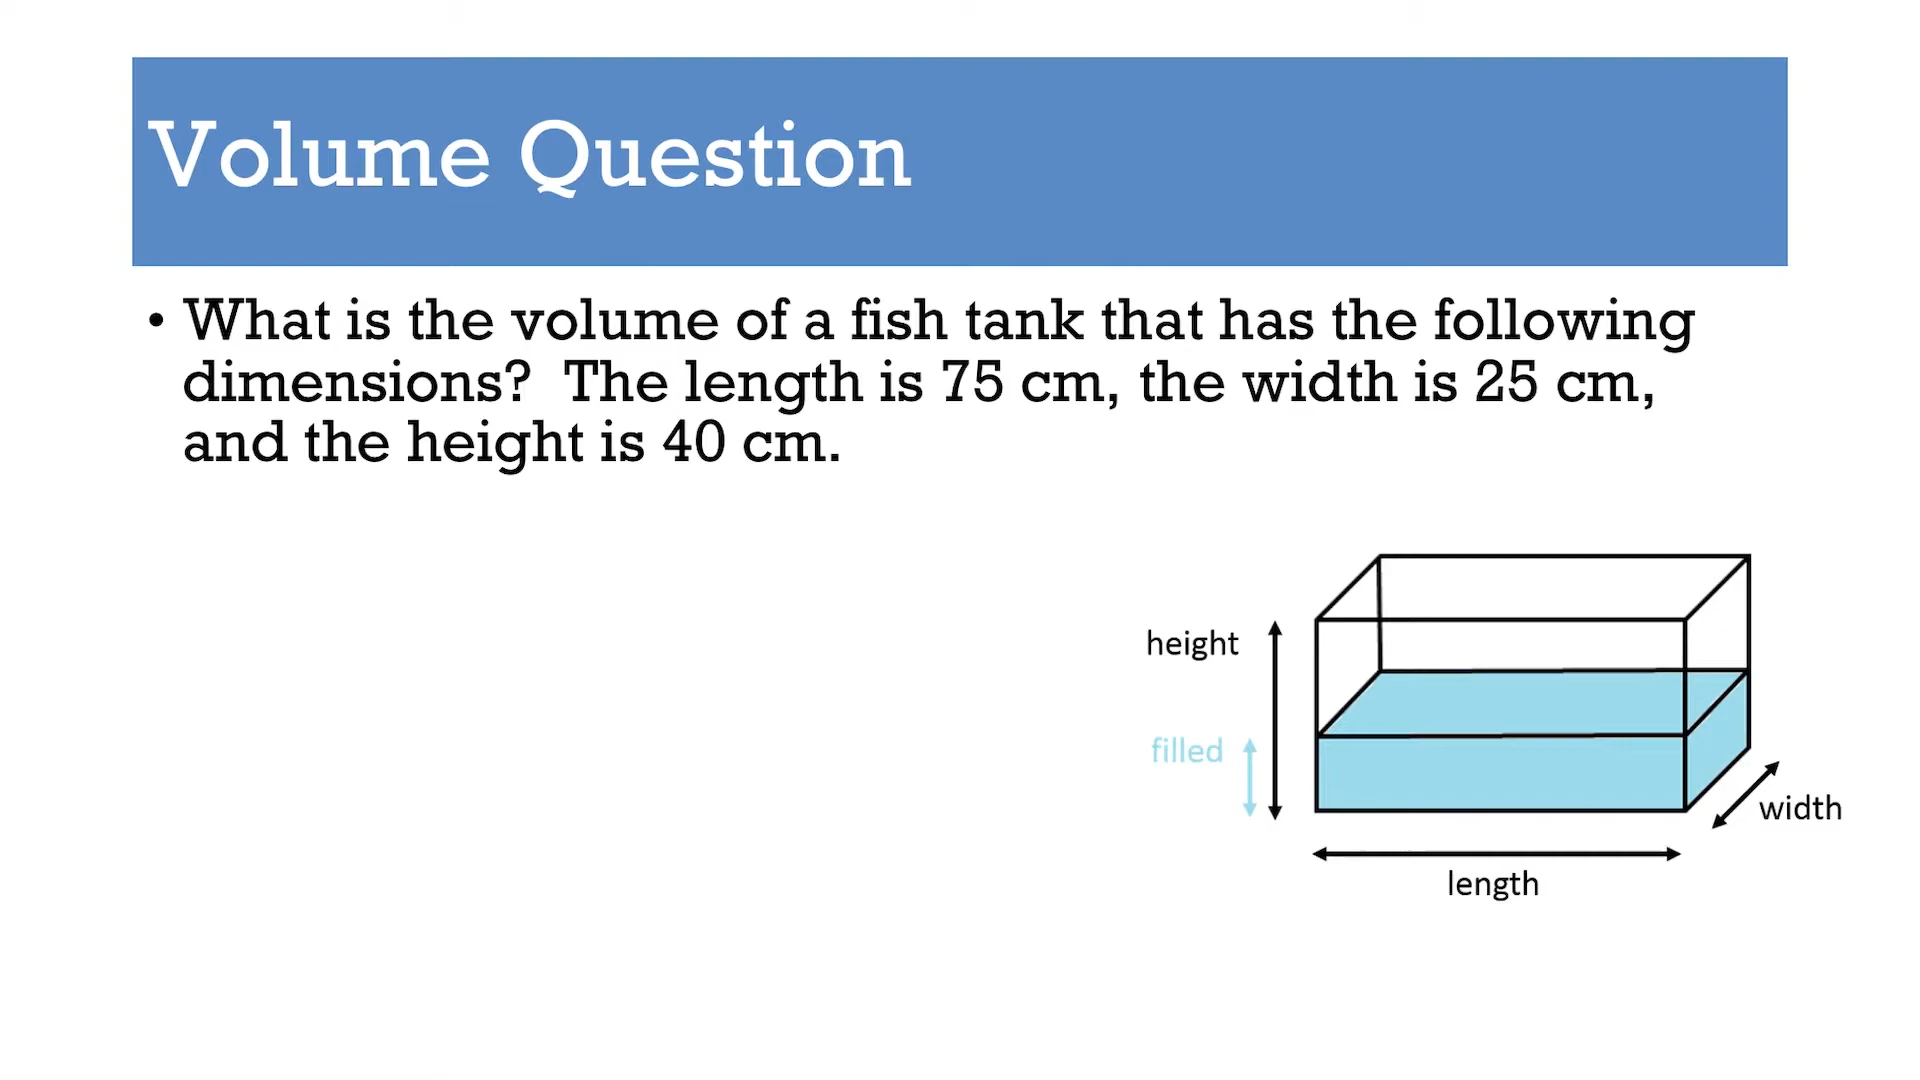 Volume Question
• What is the volume of a fish tank that has the following
dimensions?  The length is 75 cm, the width is 25 cm,
and the height is 40 cm.
height
filled
width
length